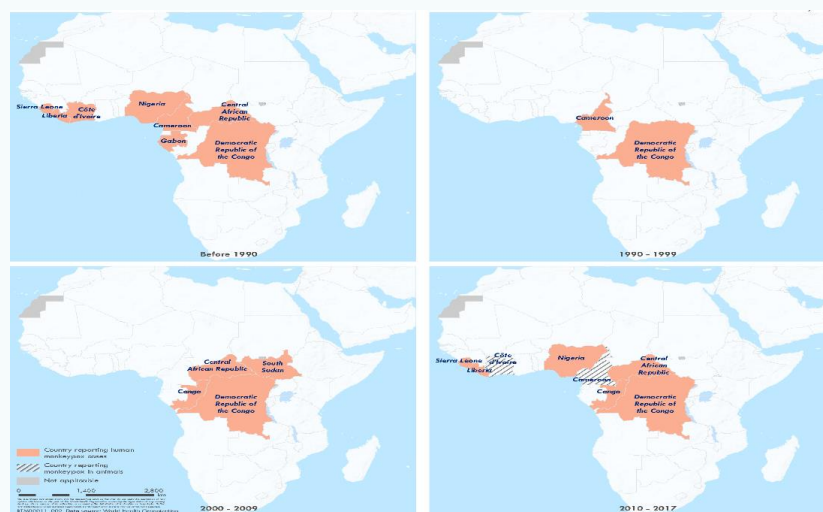 Sierra Leone
Liberia
Côte
d'Ivoire
Nigeria
Cameroon
Gabon
Central
African
Republic
Democratic
Republic of
the Congo
Before 1990
Cameroon
Democratic
Republic of
the Congo
1990 - 1999
Central
African Republic
South
Sudan
Congo
Democratic
Republic of
the Congo
Country reporting human
monkeypox cases
Country reporting
monkeypox in animals
Not applicable
0 1,400 2,800
km
2000 - 2009
Sierra Leone
Liberia
Côte
d'Ivoire
Nigeria
Cameroon
Congo
Central
African
Republic
Democratic
Republic of
the Congo
2010 - 2017